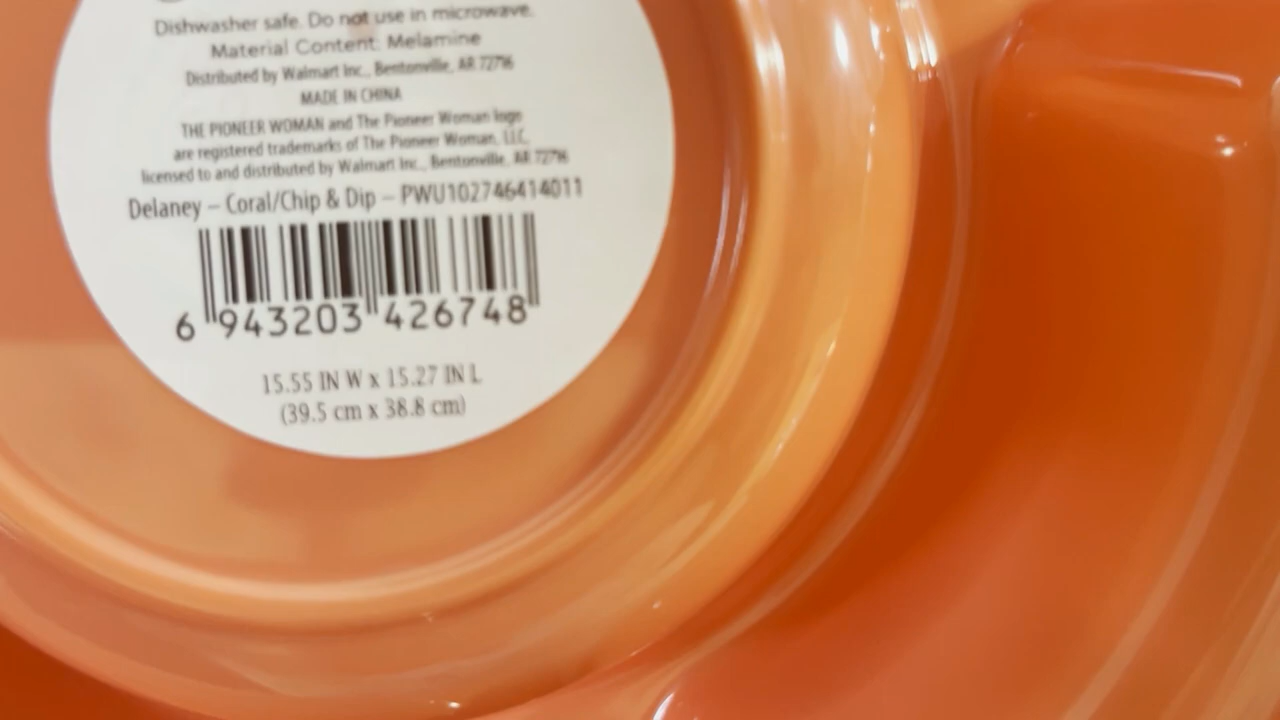 Dishwasher safe. Do not use in microwave.
Material Content: Melamine
Distributed by Walmart Inc., Bentonville, AR 72716
MADE IN CHINA
THE PIONEER WOMAN and The Pioneer Woman logo
are registered trademarks of The Pioneer Woman, LLC,
licensed to and distributed by Walmart Inc., Bentonville, AR 72716
Delaney – Coral/Chip & Dip – PWU102746414011
6 943203 426748
15.55 IN W x 15.27 IN L
(39.5 cm x 38.8 cm)